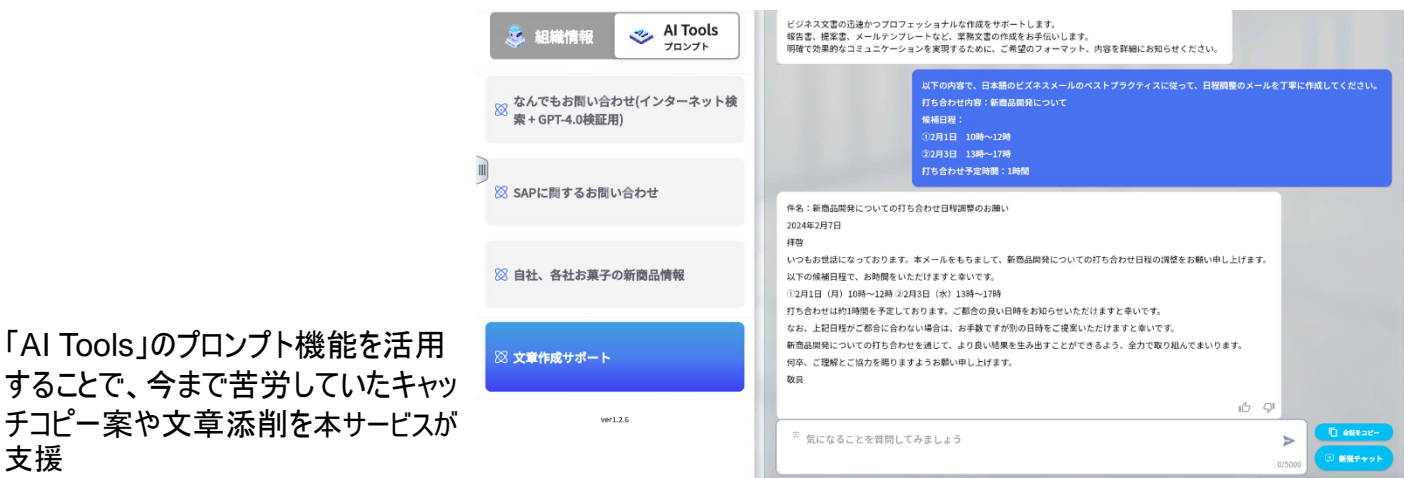 「AI Tools」のプロンプト機能を活用
することで、今まで苦労していたキャッ
チコピー案や文章添削を本サービスが
支援
組織情報
AI Tools
プロンプト
なんでもお問い合わせ(インターネット検
索 + GPT-4.0検証用)
SAPに関するお問い合わせ
自社、各社お菓子の新商品情報
文章作成サポート
ver1.2.6
ビジネス文書の迅速かつプロフェッショナルな作成をサポートします。
報告書、提案書、メールテンプレートなど、業務文書の作成をお手伝いします。
明確で効果的なコミュニケーションを実現するために、ご希望のフォーマット、内容を詳細にお知らせください。
以下の内容で、日本語のビズネスメールのベストプラクティスに従って、日程調整のメールを丁寧に作成してください。
打ち合わせ内容：新商品開発について
候補日程：
①2月1日　10時～12時
②2月3日　13時～17時
打ち合わせ予定時間：1時間
件名：新商品開発についての打ち合わせ日程調整のお願い
2024年2月7日
拝啓
いつもお世話になっております。本メールをもちまして、新商品開発についての打ち合わせ日程の調整をお願い申し上げます。
以下の候補日程で、お時間をいただけますと幸いです。
①2月1日（月）10時～12時 ②2月3日（水）13時～17時
打ち合わせは約1時間を予定しております。ご都合の良い日時をお知らせいただけますと幸いです。
なお、上記日程がご都合に合わない場合は、お手数ですが別の日時をご提案いただけますと幸いです。
新商品開発についての打ち合わせを通じて、より良い結果を生み出すことができるよう、全力で取り組んでまいります。
何卒、ご理解とご協力を賜りますようお願い申し上げます。
敬具
気になることを質問してみましょう
0/5000
会話をコピー
新規チャット